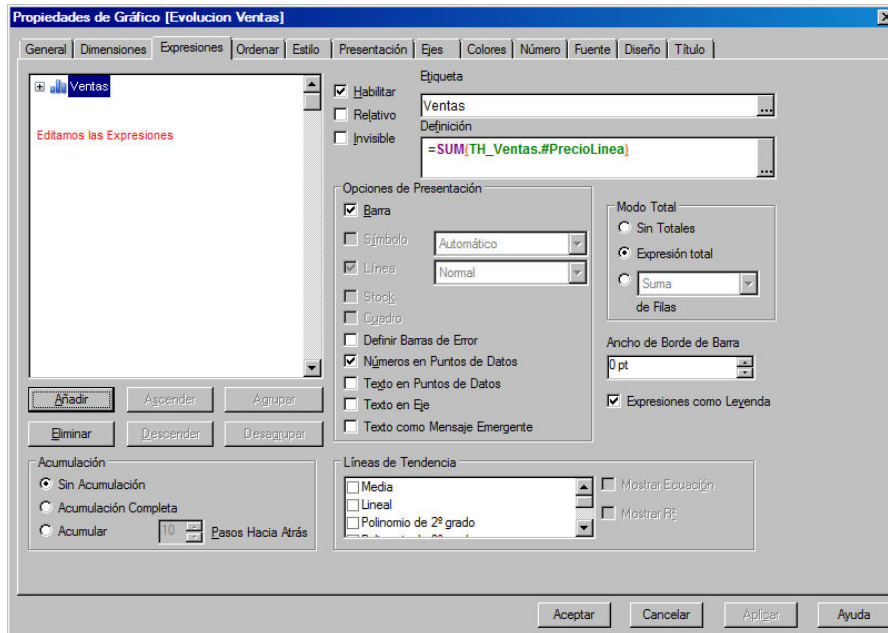 Propiedades de Gráfico [Evolucion Ventas]
General Dimensiones Expresiones Ordenar Estilo Presentación Ejes Colores Número Fuente Diseño Título
Ventas
Editamos las Expresiones
Habilitar
Relativo
Invisible
Etiqueta
Ventas
...
Definición
=SUM(TH_Ventas.#PrecioLinea)
...
Opciones de Presentación
Barra
Símbolo Automático
Línea Normal
Stock
Cuadro
Definir Barras de Error
Números en Puntos de Datos
Texto en Puntos de Datos
Texto en Eje
Texto como Mensaje Emergente
Modo Total
Sin Totales
Expresión total
Suma
de Filas
Ancho de Borde de Barra
0 pt
Expresiones como Leyenda
Añadir Ascender Agrupar
Eliminar Descender Desagrupar
Acumulación
Sin Acumulación
Acumulación Completa
Acumular 10 Pasos Hacia Atrás
Líneas de Tendencia
Media
Lineal
Polinomio de 2º grado
Mostrar Ecuación
Mostrar R²
Aceptar Cancelar Aplicar Ayuda